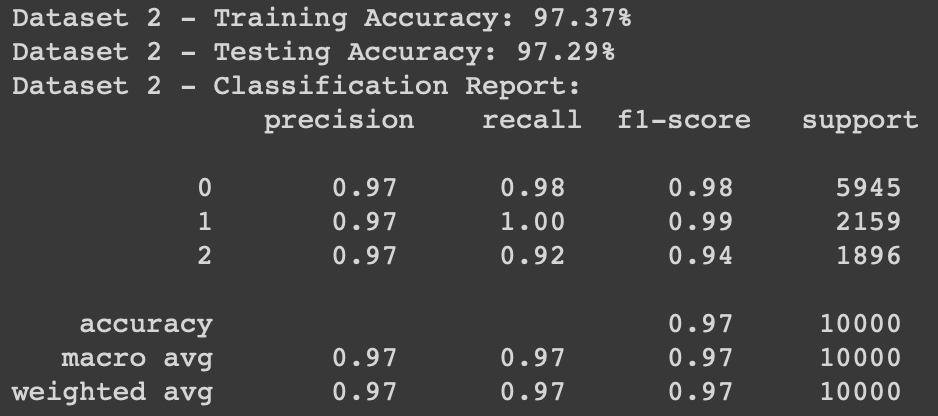 Dataset 2 - Training Accuracy: 97.37%
Dataset 2 - Testing Accuracy: 97.29%
Dataset 2 - Classification Report:
precision recall f1-score support
0 0.97 0.98 0.98 5945
1 0.97 1.00 0.99 2159
2 0.97 0.92 0.94 1896
accuracy 0.97 10000
macro avg 0.97 0.97 0.97 10000
weighted avg 0.97 0.97 0.97 10000